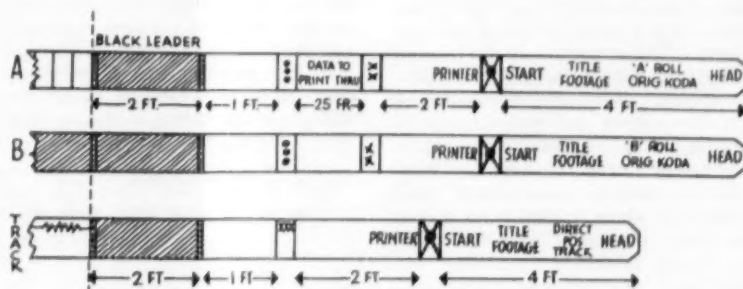 BLACK LEADER
A
DATA TO
PRINT THRU
PRINTER
START
TITLE
FOOTAGE
'A' ROLL
ORIG KODA
HEAD
2 FT.
1 FT.
25 FR.
2 FT
4 FT
B
PRINTER
START
TITLE
FOOTAGE
'B' ROLL
ORIG KODA
HEAD
TRACK
PRINTER
START
TITLE
FOOTAGE
DIRECT
POS
TRACK
HEAD
2 FT
1 FT
2 FT
4 FT